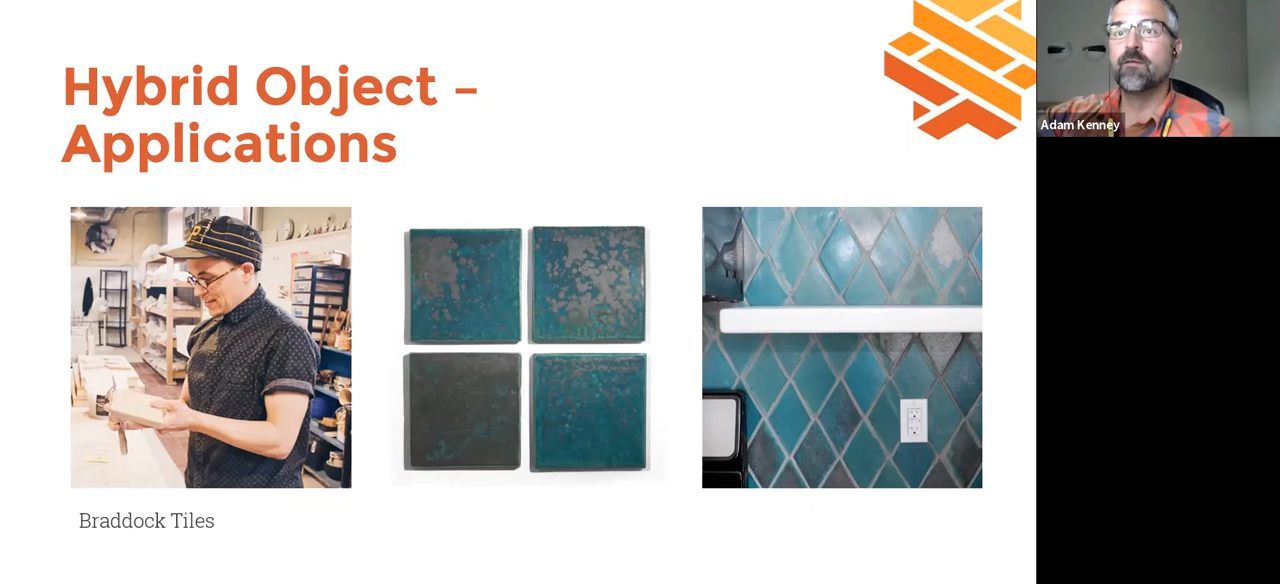 Hybrid Object –
Applications
Adam Kenney
Braddock Tiles